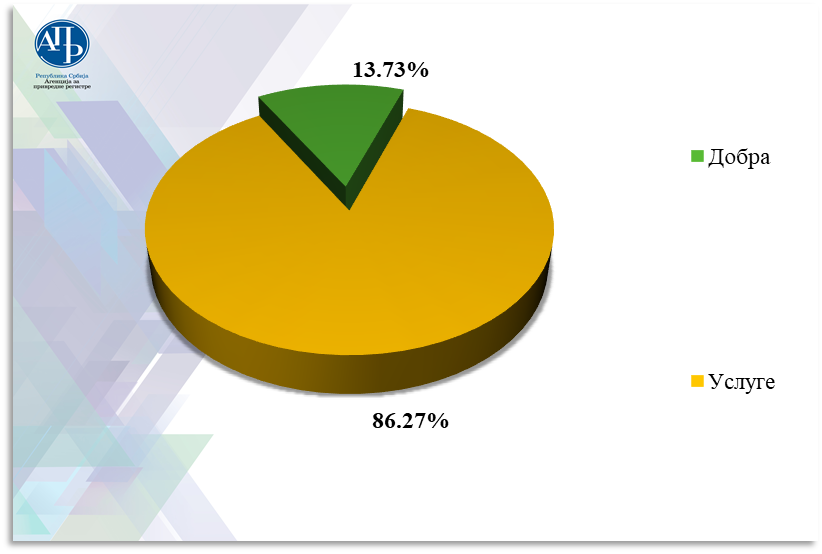 АПР
Република Србија
Агенција за
привредне регистре
13.73%
Добра
Услуге
86.27%